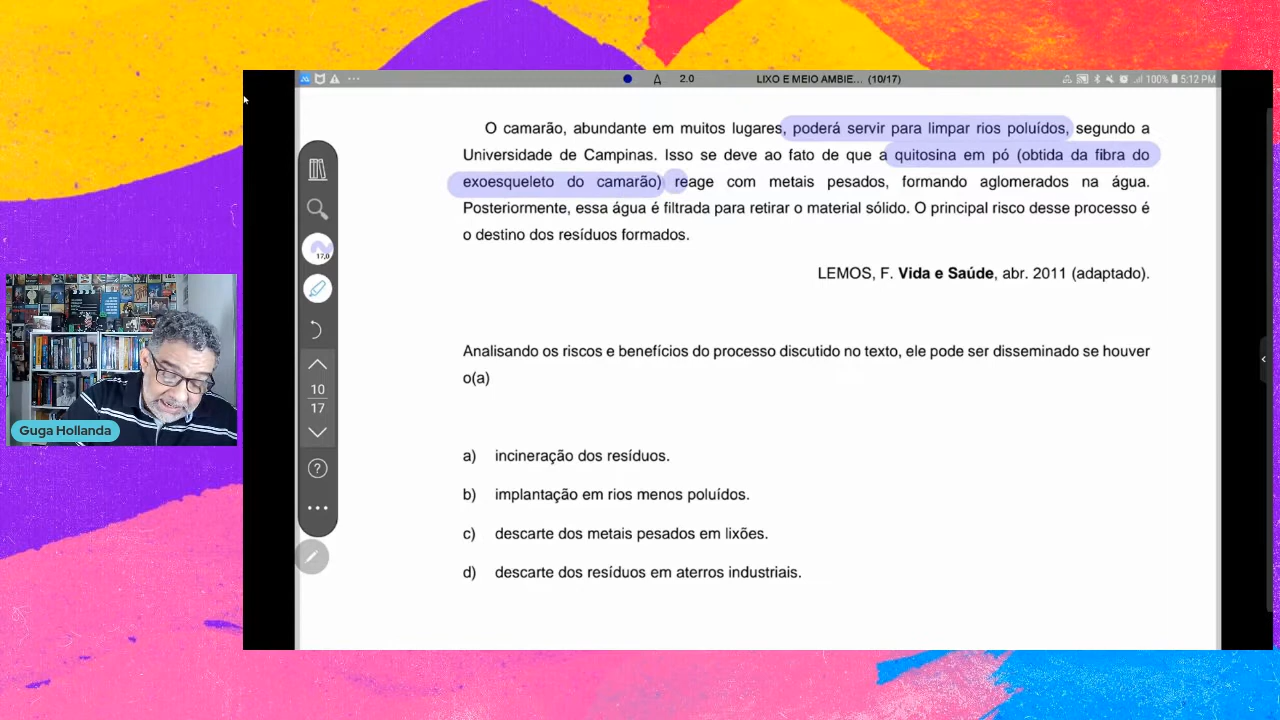 2.0
LIXO E MEIO AMBIE... (10/17)
100% 5:12 PM
O camarão, abundante em muitos lugares, poderá servir para limpar rios poluídos, segundo a
Universidade de Campinas. Isso se deve ao fato de que a quitosina em pó (obtida da fibra do
exoesqueleto do camarão) reage com metais pesados, formando aglomerados na água.
Posteriormente, essa água é filtrada para retirar o material sólido. O principal risco desse processo é
o destino dos resíduos formados.
LEMOS, F. Vida e Saúde, abr. 2011 (adaptado).
17,0
Analisando os riscos e benefícios do processo discutido no texto, ele pode ser disseminado se houver
o(a)
10
17
Guga Hollanda
a) incineração dos resíduos.
b) implantação em rios menos poluídos.
c) descarte dos metais pesados em lixões.
d) descarte dos resíduos em aterros industriais.